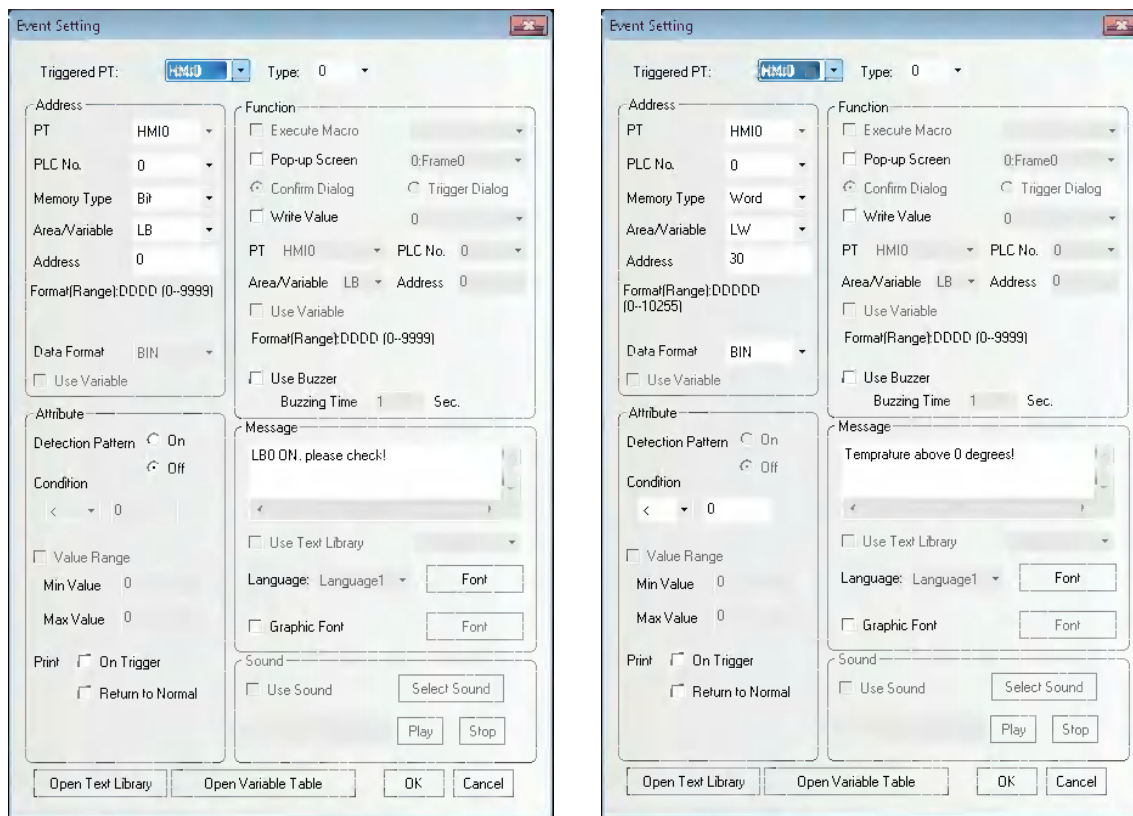 Event Setting
Triggered PT: HMI0 Type: 0
Address
PT HMI0
PLC No. 0
Memory Type Bit
Area/Variable LB
Address 0
Format(Range):DDDD (0--9999)
Data Format BIN
Use Variable
Attribute
Detection Pattern On
Off
Condition
< 0
Value Range
Min Value 0
Max Value 0
Print On Trigger
Return to Normal
Function
Execute Macro
Pop-up Screen 0:Frame0
Confirm Dialog Trigger Dialog
Write Value 0
PT HMI0 PLC No. 0
Area/Variable LB Address 0
Use Variable
Format(Range):DDDD (0--9999)
Use Buzzer
Buzzing Time 1 Sec.
Message
LB0 ON, please check!
Use Text Library
Language: Language1 Font
Graphic Font Font
Sound
Use Sound Select Sound
Play Stop
Open Text Library Open Variable Table OK Cancel
Event Setting
Triggered PT: HMI0 Type: 0
Address
PT HMI0
PLC No. 0
Memory Type Word
Area/Variable LW
Address 30
Format(Range):DDDDD
(0--10255)
Data Format BIN
Use Variable
Attribute
Detection Pattern On
Off
Condition
< 0
Value Range
Min Value 0
Max Value 0
Print On Trigger
Return to Normal
Function
Execute Macro
Pop-up Screen 0:Frame0
Confirm Dialog Trigger Dialog
Write Value 0
PT HMI0 PLC No. 0
Area/Variable LB Address 0
Use Variable
Format(Range):DDDD (0--9999)
Use Buzzer
Buzzing Time 1 Sec.
Message
Temprature above 0 degrees!
Use Text Library
Language: Language1 Font
Graphic Font Font
Sound
Use Sound Select Sound
Play Stop
Open Text Library Open Variable Table OK Cancel